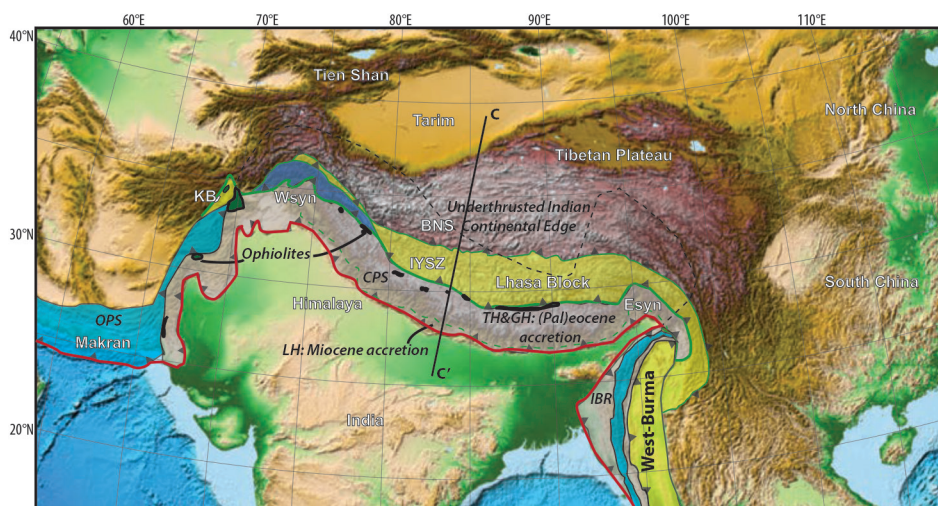 60°E
70°E
80°E
90°E
100°E
40°N
30°N
20°N
Tien Shan
Tarim
C
North China
Tibetan Plateau
KB
Wsyn
Underthrusted Indian
Continental Edge
BNS
Ophiolites
IYSZ
CPS
Lhasa Block
South China
Himalaya
Esyn
OPS
Makran
TH&GH: (Pal)eocene
accretion
LH: Miocene accretion
C'
IBR
West-Burma
India